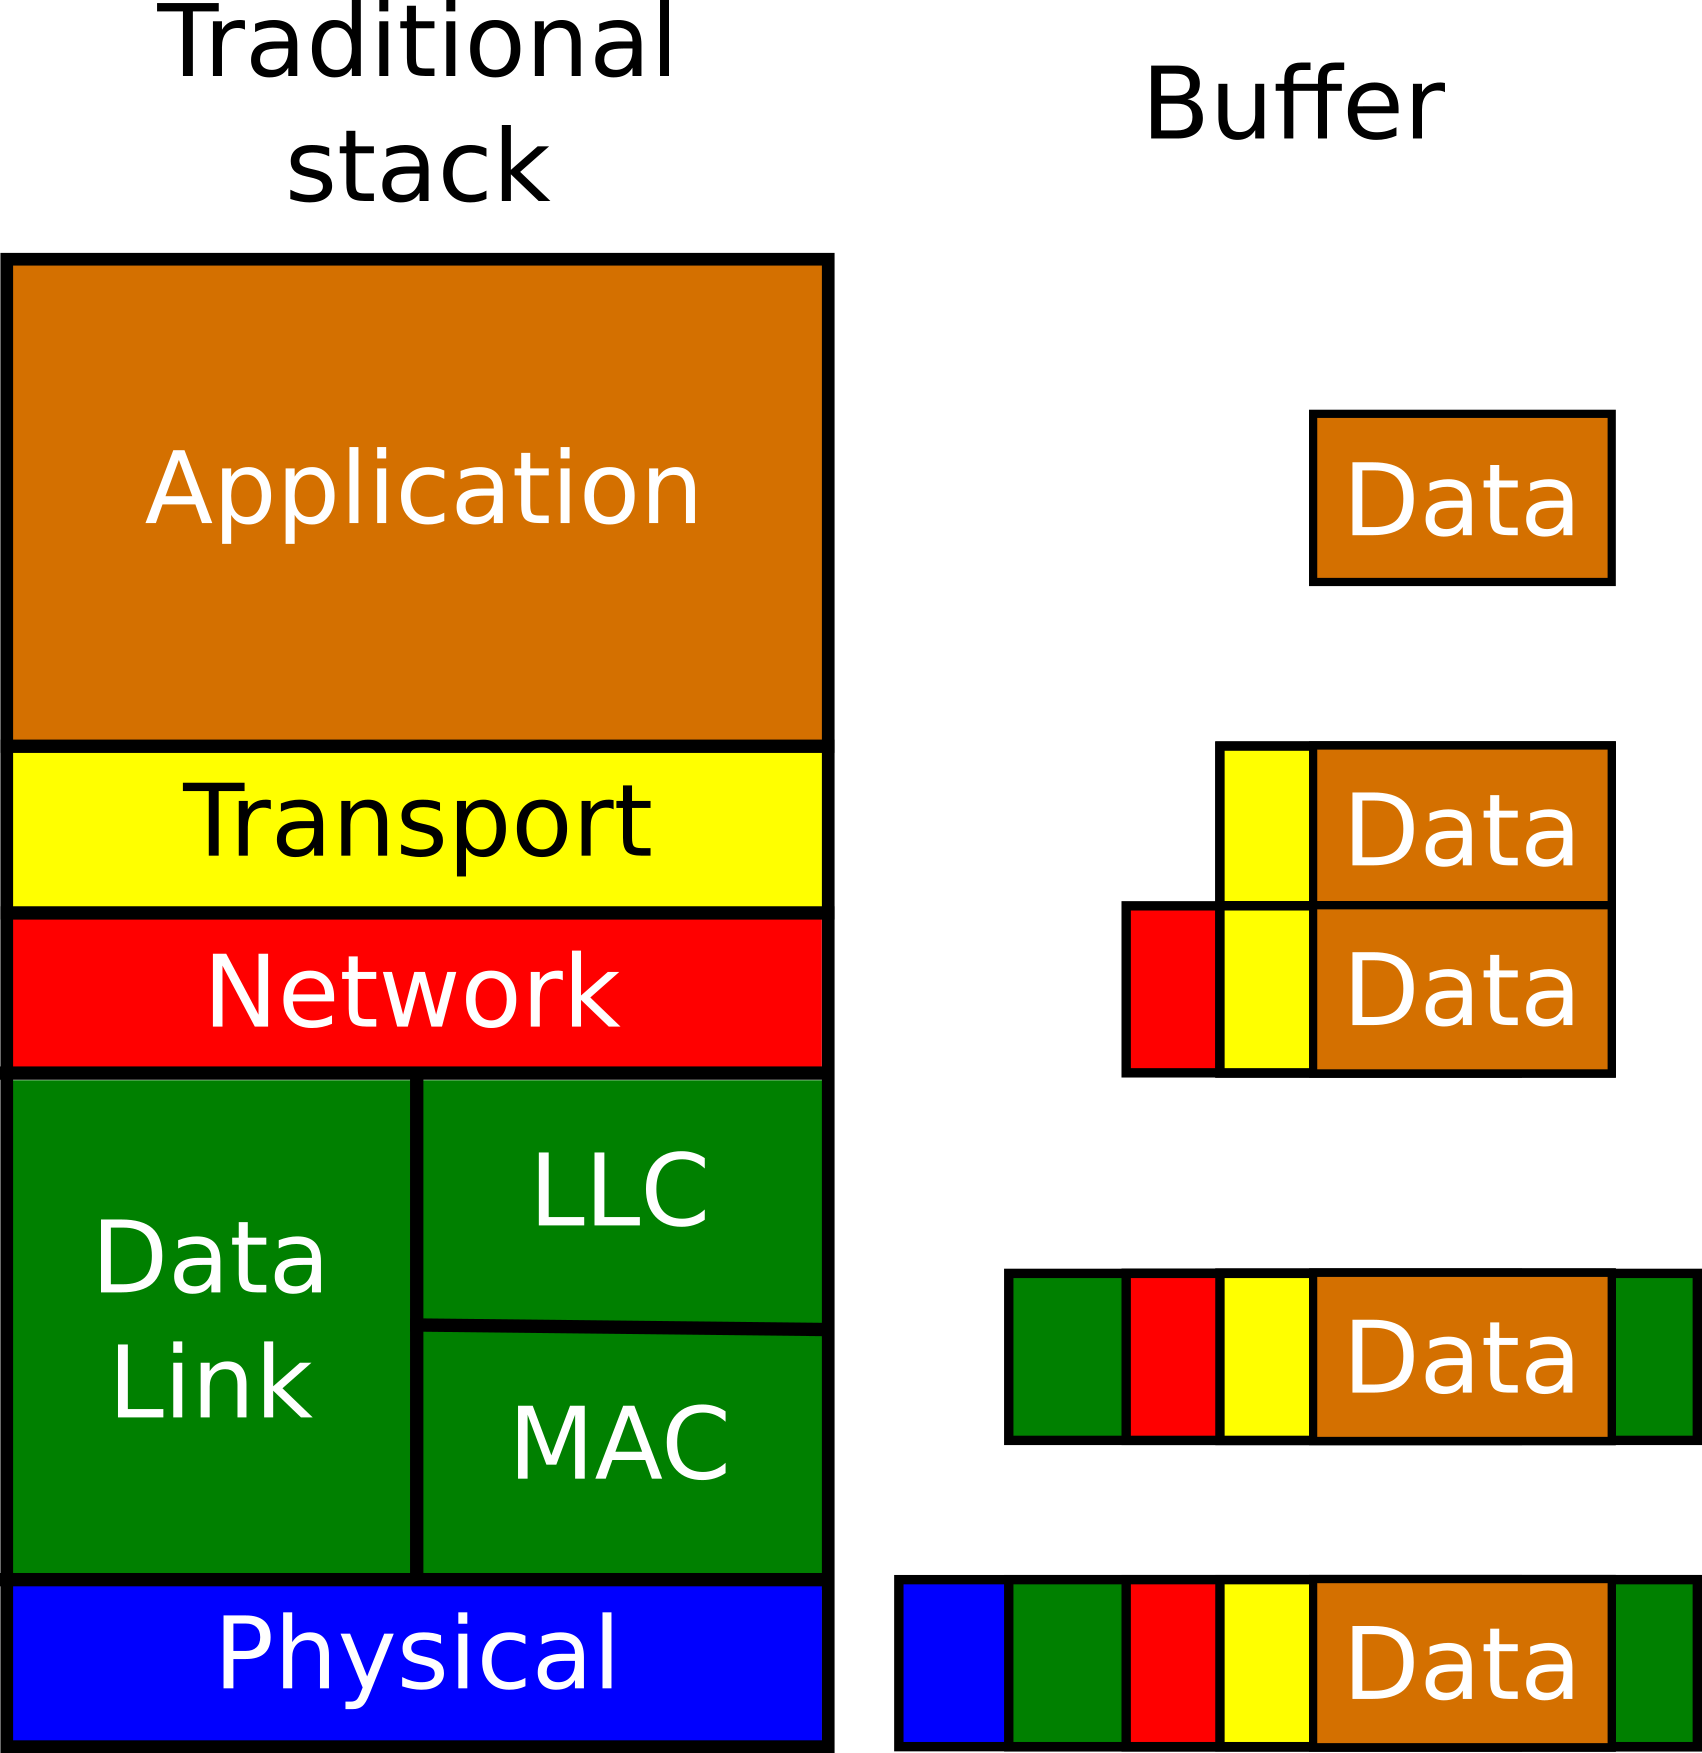 Traditional
stack
Buffer
Application
Data
Transport
Data
Network
Data
Data
Link
LLC
MAC
Data
Physical
Data